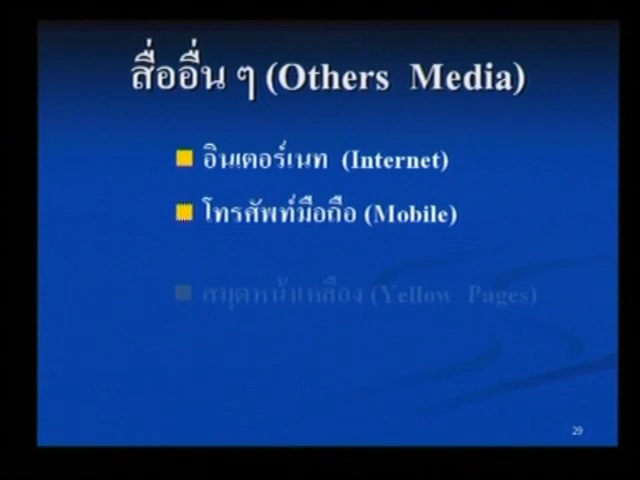 สื่ออื่น ๆ (Others Media)
อินเตอร์เนท (Internet)
โทรศัพท์มือถือ (Mobile)
สมุดหน้าเหลือง (Yellow Pages)
29